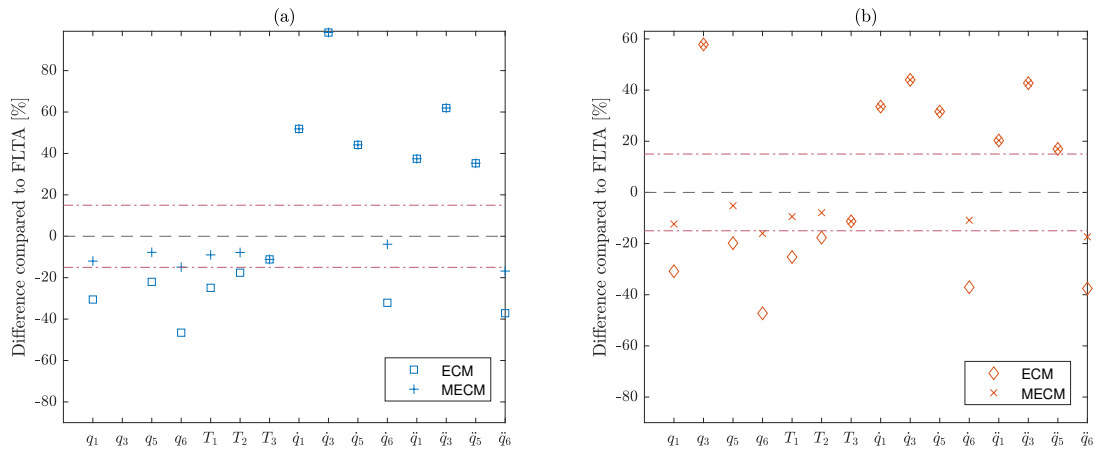 (a)
Difference compared to FLTA [%]
80
60
40
20
0
-20
-40
-60
-80
q₁ q₃ q₅ q₆ T₁ T₂ T₃ q̇₁ q̇₃ q̇₅ q̇₆ q̈₁ q̈₃ q̈₅ q̈₆
ECM
MECM
(b)
Difference compared to FLTA [%]
60
40
20
0
-20
-40
-60
-80
q₁ q₃ q₅ q₆ T₁ T₂ T₃ q̇₁ q̇₃ q̇₅ q̇₆ q̈₁ q̈₃ q̈₅ q̈₆
ECM
MECM